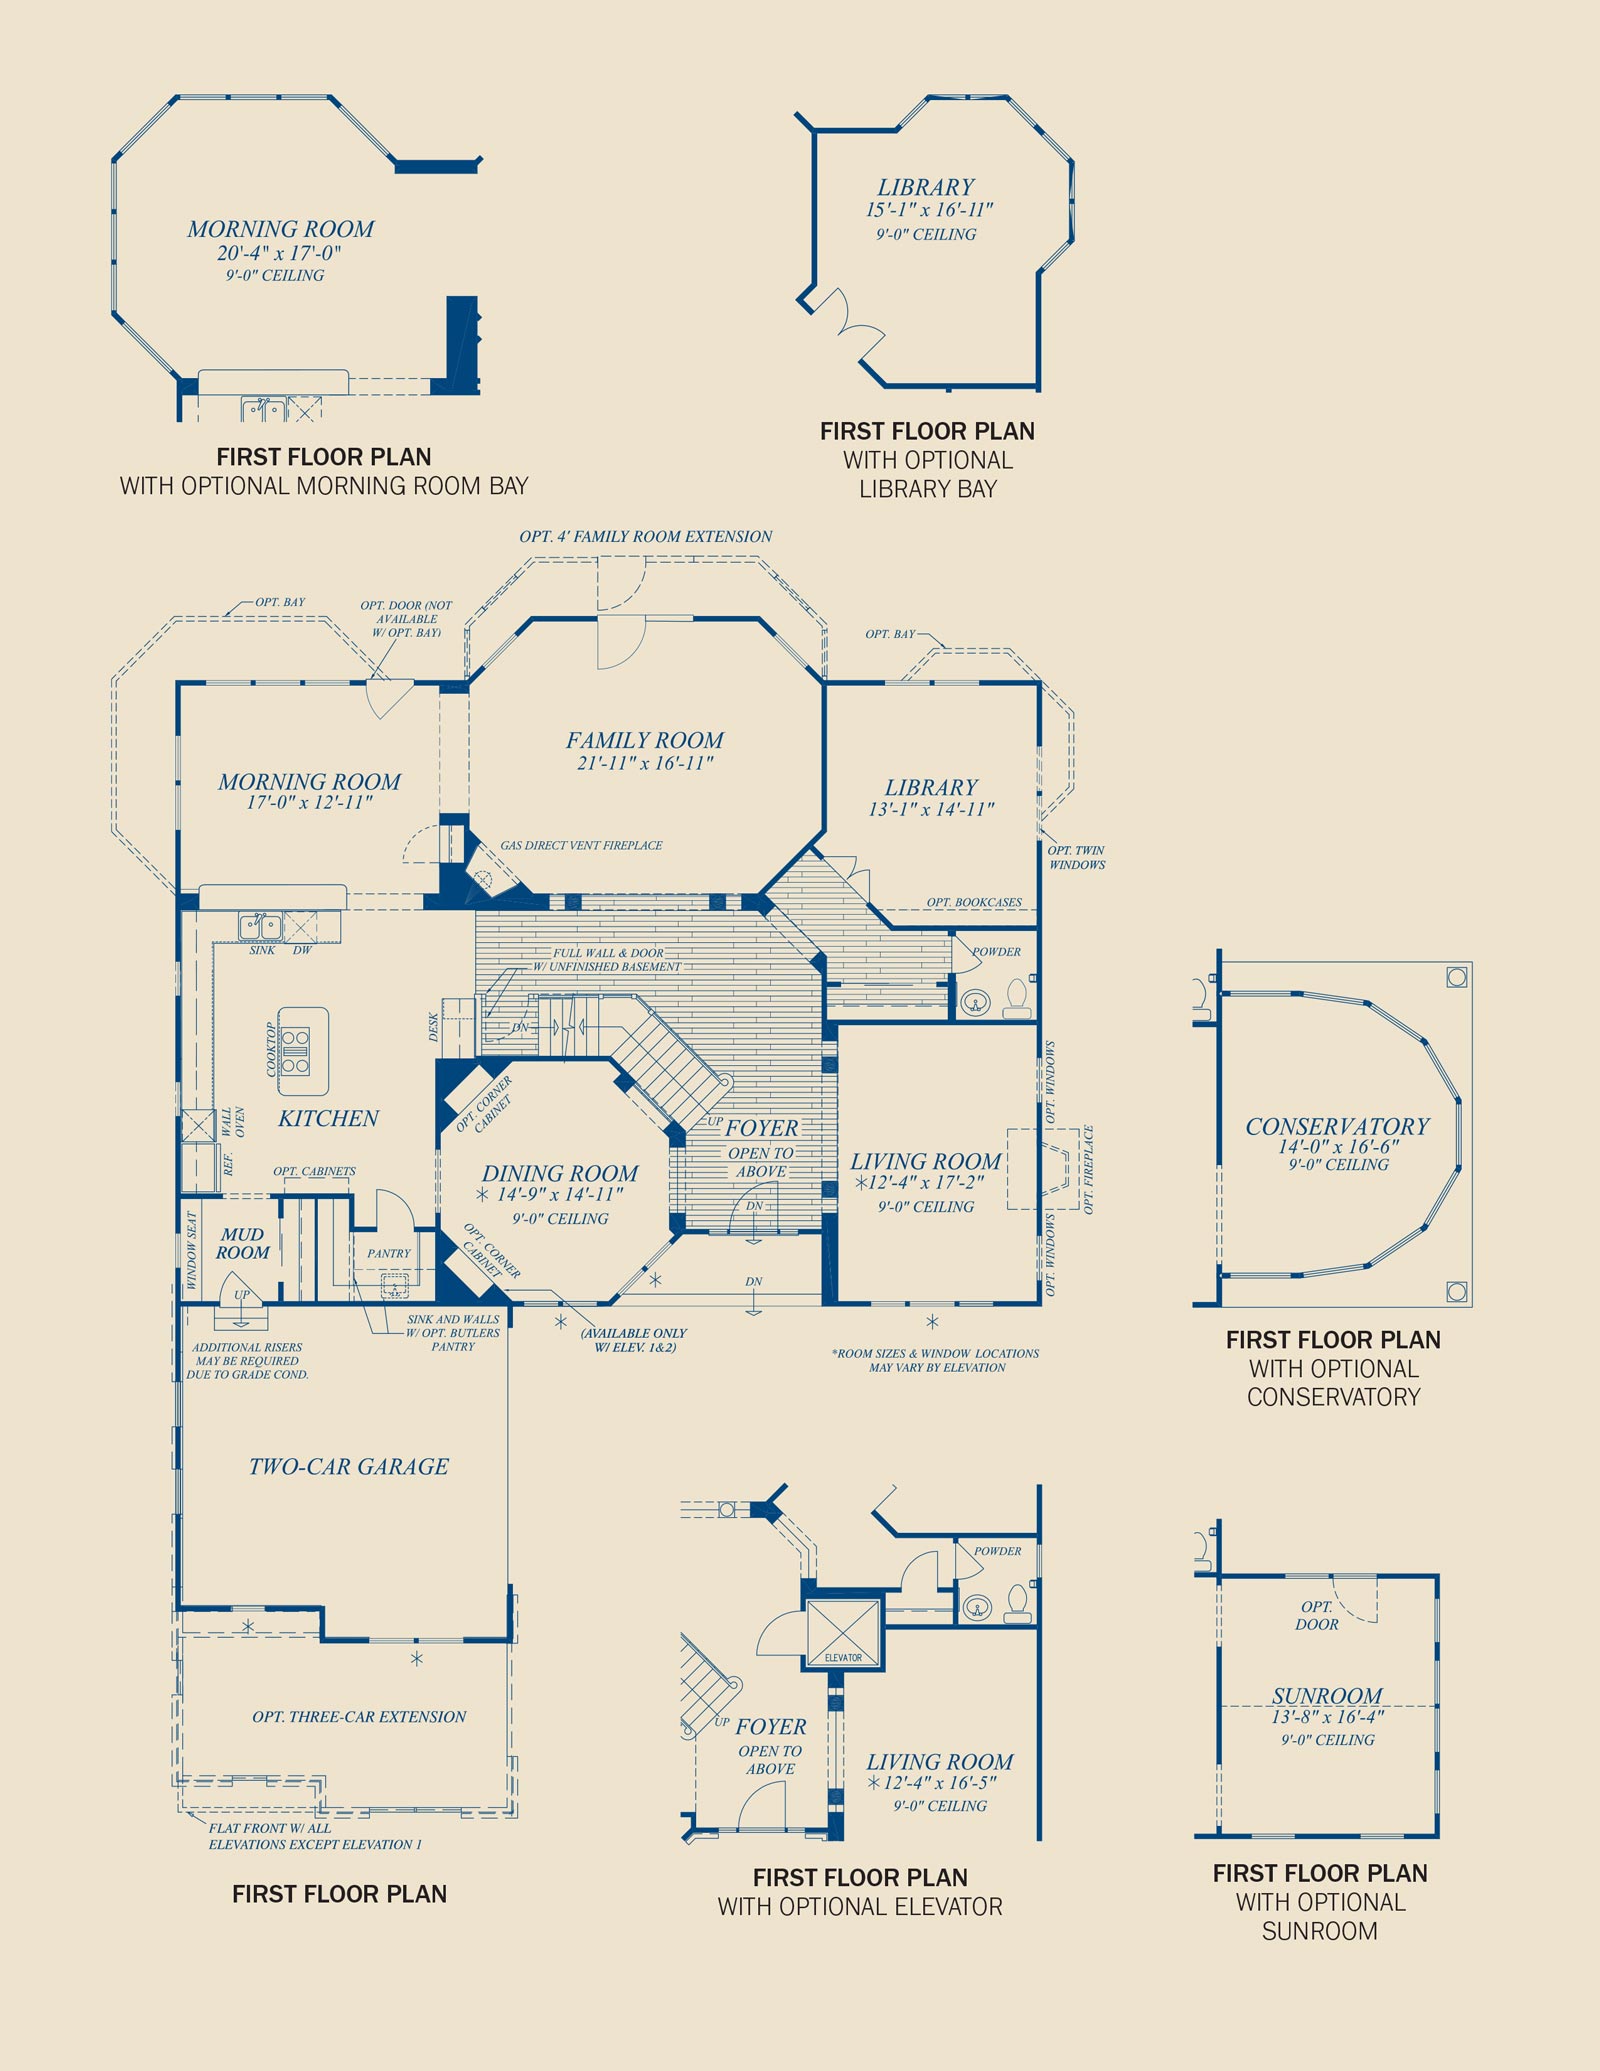 MORNING ROOM
20'-4" x 17'-0"
9'-0" CEILING
FIRST FLOOR PLAN
WITH OPTIONAL MORNING ROOM BAY
LIBRARY
15'-1" x 16'-11"
9'-0" CEILING
FIRST FLOOR PLAN
WITH OPTIONAL
LIBRARY BAY
OPT. 4' FAMILY ROOM EXTENSION
OPT. BAY
OPT. DOOR (NOT
AVAILABLE
W/ OPT. BAY)
OPT. BAY
MORNING ROOM
17'-0" x 12'-11"
FAMILY ROOM
21'-11" x 16'-11"
GAS DIRECT VENT FIREPLACE
LIBRARY
13'-1" x 14'-11"
OPT. TWIN
WINDOWS
OPT. BOOKCASES
POWDER
SINK
DW
FULL WALL & DOOR
W/ UNFINISHED BASEMENT
DN
DESK
COOKTOP
KITCHEN
WALL
OVEN
REF.
OPT. CABINETS
OPT. CORNER
CABINET
DINING ROOM
* 14'-9" x 14'-11"
9'-0" CEILING
OPT. CORNER
CABINET
UP
FOYER
OPEN TO
ABOVE
DN
DN
LIVING ROOM
*12'-4" x 17'-2"
9'-0" CEILING
OPT. WINDOWS
OPT. FIREPLACE
OPT. WINDOWS
WINDOW SEAT
MUD
ROOM
UP
PANTRY
SINK AND WALLS
W/ OPT. BUTLERS
PANTRY
*
*
(AVAILABLE ONLY
W/ ELEV. 1&2)
*
*ROOM SIZES & WINDOW LOCATIONS
MAY VARY BY ELEVATION
ADDITIONAL RISERS
MAY BE REQUIRED
DUE TO GRADE COND.
TWO-CAR GARAGE
*
*
OPT. THREE-CAR EXTENSION
FLAT FRONT W/ ALL
ELEVATIONS EXCEPT ELEVATION 1
FIRST FLOOR PLAN
CONSERVATORY
14'-0" x 16'-6"
9'-0" CEILING
FIRST FLOOR PLAN
WITH OPTIONAL
CONSERVATORY
POWDER
ELEVATOR
UP
FOYER
OPEN TO
ABOVE
LIVING ROOM
*12'-4" x 16'-5"
9'-0" CEILING
FIRST FLOOR PLAN
WITH OPTIONAL ELEVATOR
OPT.
DOOR
SUNROOM
13'-8" x 16'-4"
9'-0" CEILING
FIRST FLOOR PLAN
WITH OPTIONAL
SUNROOM